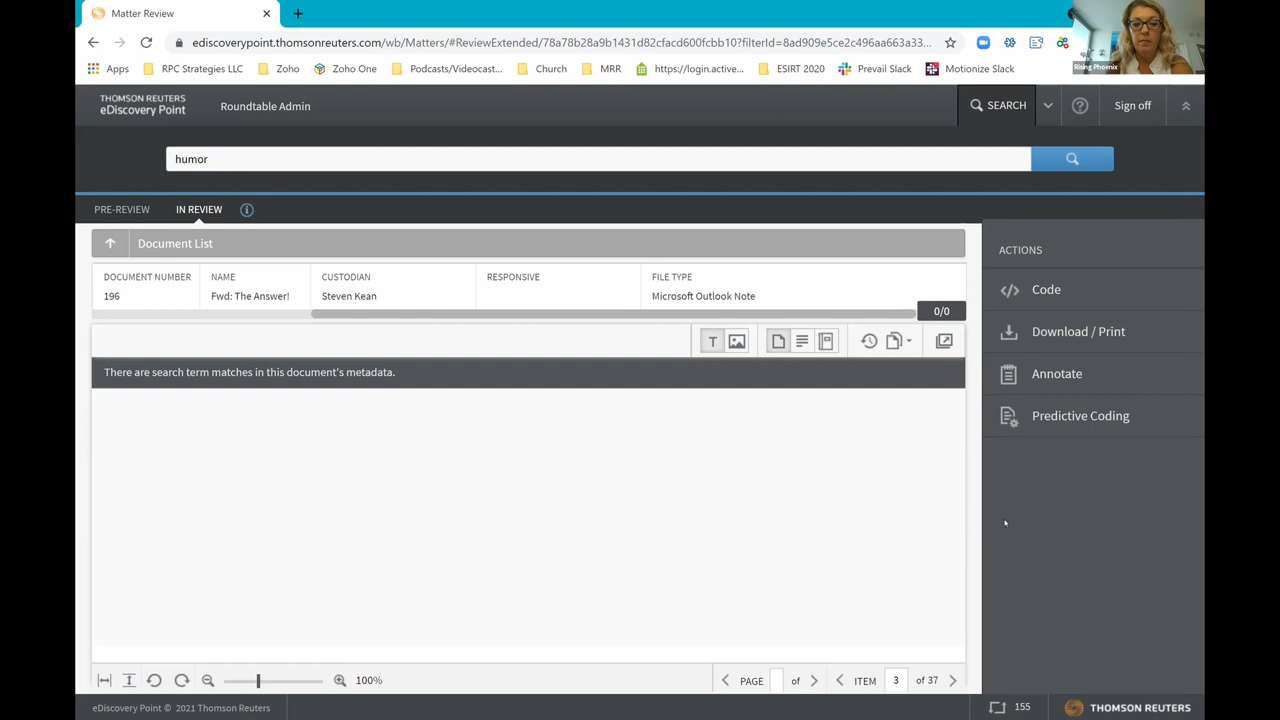 Matter Review
ediscoverypoint.thomsonreuters.com/wb/Matters/#ReviewExtended/78a78b28a9b1431d82cfacd600fcbb10?filterId=8ad909e5ce2c496aa663a33...
Apps RPC Strategies LLC Zoho Zoho One Podcasts/Videocast... Church MRR https://login.active... ESIRT 2020 Prevail Slack Motionize Slack
Rising Phoenix
THOMSON REUTERS
eDiscovery Point
Roundtable Admin
SEARCH
Sign off
humor
PRE-REVIEW IN REVIEW
Document List
DOCUMENT NUMBER NAME CUSTODIAN RESPONSIVE FILE TYPE
196 Fwd: The Answer! Steven Kean Microsoft Outlook Note
0/0
T
There are search term matches in this document's metadata.
ACTIONS
Code
Download / Print
Annotate
Predictive Coding
100%
PAGE of ITEM 3 of 37
eDiscovery Point © 2021 Thomson Reuters
155
THOMSON REUTERS